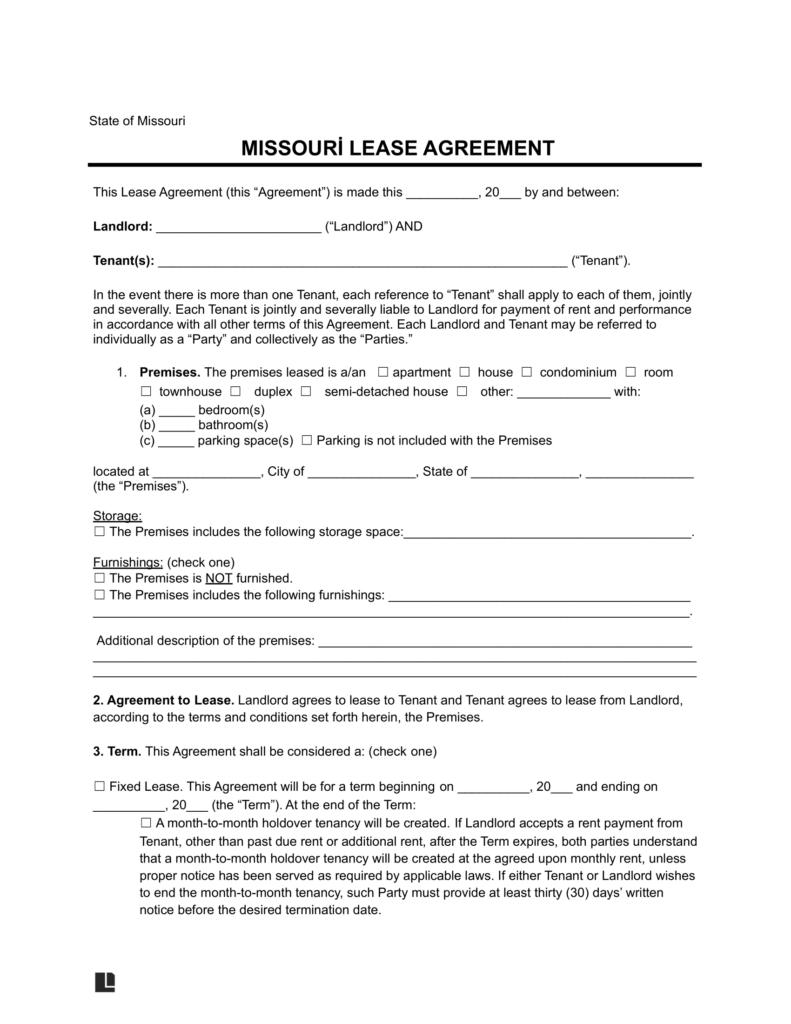 State of Missouri
MISSOURİ LEASE AGREEMENT
This Lease Agreement (this “Agreement”) is made this __________, 20___ by and between:
Landlord: _______________________ (“Landlord”) AND
Tenant(s): _________________________________________________________ (“Tenant”).
In the event there is more than one Tenant, each reference to “Tenant” shall apply to each of them, jointly
and severally. Each Tenant is jointly and severally liable to Landlord for payment of rent and performance
in accordance with all other terms of this Agreement. Each Landlord and Tenant may be referred to
individually as a “Party” and collectively as the “Parties.”
1. Premises. The premises leased is a/an ☐ apartment ☐ house ☐ condominium ☐ room
☐ townhouse ☐ duplex ☐ semi-detached house ☐ other: _____________ with:
(a) _____ bedroom(s)
(b) _____ bathroom(s)
(c) _____ parking space(s) ☐ Parking is not included with the Premises
located at _______________, City of _______________, State of _______________, _______________
(the “Premises”).
Storage:
☐ The Premises includes the following storage space:________________________________________.
Furnishings: (check one)
☐ The Premises is NOT furnished.
☐ The Premises includes the following furnishings: __________________________________________
___________________________________________________________________________________.
Additional description of the premises: ____________________________________________________
____________________________________________________________________________________
____________________________________________________________________________________
2. Agreement to Lease. Landlord agrees to lease to Tenant and Tenant agrees to lease from Landlord,
according to the terms and conditions set forth herein, the Premises.
3. Term. This Agreement shall be considered a: (check one)
☐ Fixed Lease. This Agreement will be for a term beginning on __________, 20___ and ending on
__________, 20___ (the “Term”). At the end of the Term:
☐ A month-to-month holdover tenancy will be created. If Landlord accepts a rent payment from
Tenant, other than past due rent or additional rent, after the Term expires, both parties understand
that a month-to-month holdover tenancy will be created at the agreed upon monthly rent, unless
proper notice has been served as required by applicable laws. If either Tenant or Landlord wishes
to end the month-to-month tenancy, such Party must provide at least thirty (30) days’ written
notice before the desired termination date.